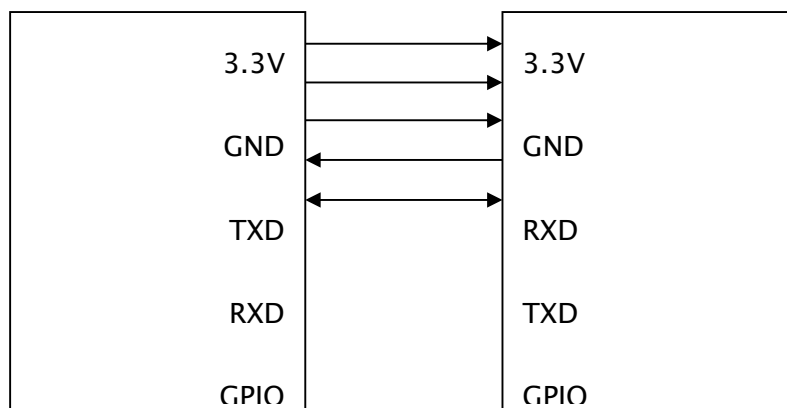 3.3V 3.3V
GND GND
TXD RXD
RXD TXD
GPIO GPIO